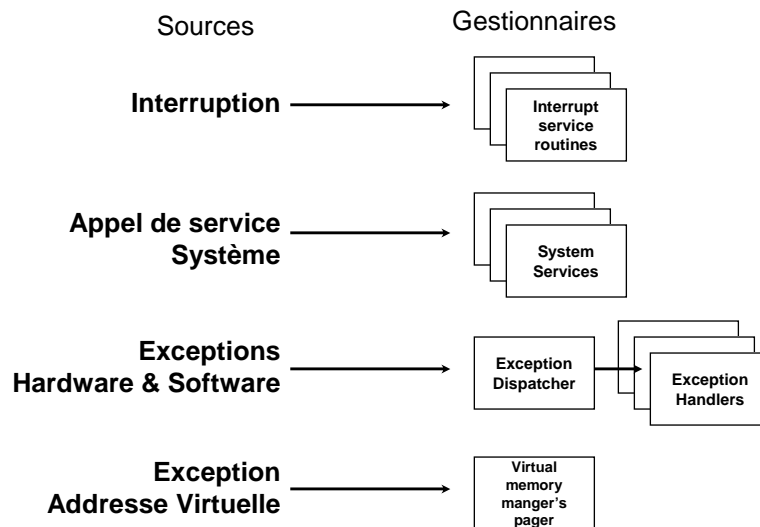 Sources
Gestionnaires
Interruption
Interrupt
service
routines
Appel de service
Système
System
Services
Exceptions
Hardware & Software
Exception
Dispatcher
Exception
Handlers
Exception
Addresse Virtuelle
Virtual
memory
manger's
pager